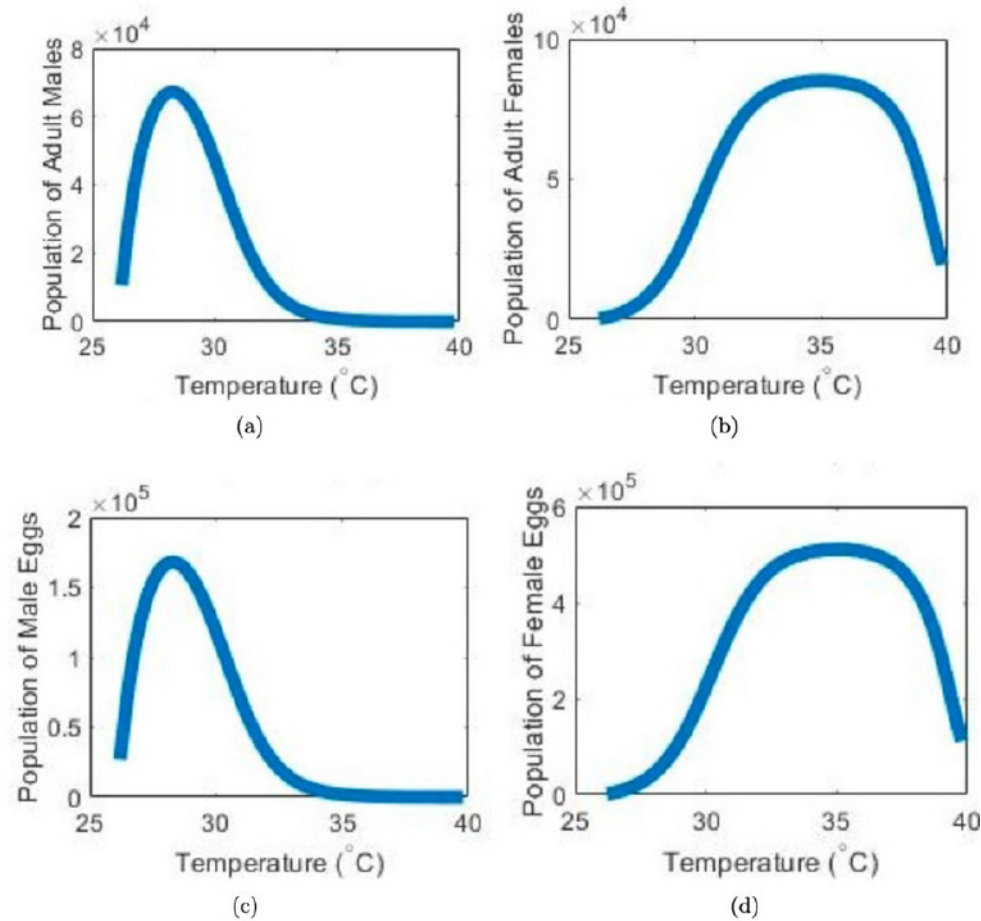 ×10⁴
Population of Adult Males
8
6
4
2
0
25 30 35 40
Temperature (°C)
(a)
×10⁴
Population of Adult Females
10
5
0
25 30 35 40
Temperature (°C)
(b)
×10⁵
Population of Male Eggs
2
1.5
1
0.5
0
25 30 35 40
Temperature (°C)
(c)
×10⁵
Population of Female Eggs
6
4
2
0
25 30 35 40
Temperature (°C)
(d)